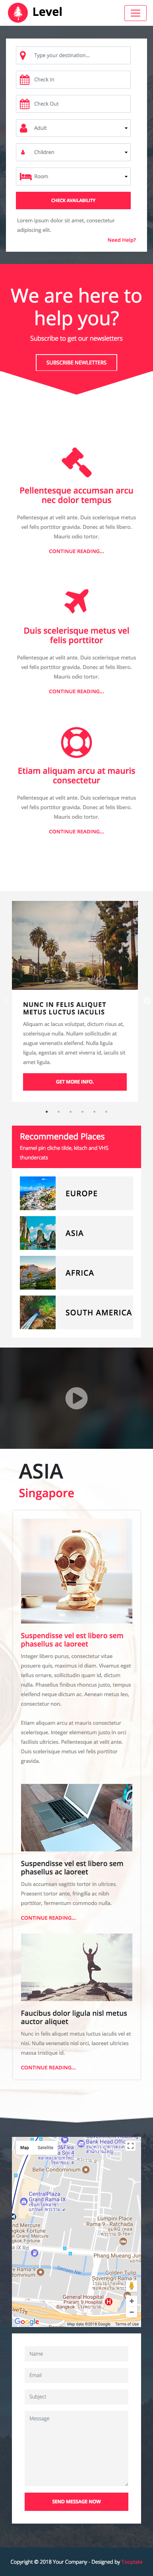 Level
Type your destination...
Check In
Check Out
Adult
Children
Room
CHECK AVAILABILITY
Lorem ipsum dolor sit amet, consectetur
adipiscing elit.
Need Help?
We are here to
help you?
Subscribe to get our newsletters
SUBSCRIBE NEWLETTERS
Pellentesque accumsan arcu
nec dolor tempus
Pellentesque at velit ante. Duis scelerisque metus
vel felis porttitor gravida. Donec at felis libero.
Mauris odio tortor.
CONTINUE READING...
Duis scelerisque metus vel
felis porttitor
Pellentesque at velit ante. Duis scelerisque metus
vel felis porttitor gravida. Donec at felis libero.
Mauris odio tortor.
CONTINUE READING...
Etiam aliquam arcu at mauris
consectetur
Pellentesque at velit ante. Duis scelerisque metus
vel felis porttitor gravida. Donec at felis libero.
Mauris odio tortor.
CONTINUE READING...
NUNC IN FELIS ALIQUET
METUS LUCTUS IACULIS
Aliquam ac lacus volutpat, dictum risus at,
scelerisque nulla. Nullam sollicitudin at
augue venenatis eleifend. Nulla ligula
ligula, egestas sit amet viverra id, iaculis sit
amet ligula.
GET MORE INFO.
Recommended Places
Enamel pin cliche tilde, kitsch and VHS
thundercats
EUROPE
ASIA
AFRICA
SOUTH AMERICA
ASIA
Singapore
Suspendisse vel est libero sem
phasellus ac laoreet
Integer libero purus, consectetur vitae
posuere quis, maximus id diam. Vivamus eget
tellus ornare, sollicitudin quam id, dictum
nulla. Phasellus finibus rhoncus justo, tempus
eleifend neque dictum ac. Aenean metus leo,
consectetur non.
Etiam aliquam arcu at mauris consectetur
scelerisque. Integer elementum justo in orci
facilisis ultricies. Pellentesque at velit ante.
Duis scelerisque metus vel felis porttitor
gravida.
Suspendisse vel est libero sem
phasellus ac laoreet
Duis accumsan sagittis tortor in ultrices.
Praesent tortor ante, fringilla ac nibh
porttitor, fermentum commodo nulla.
CONTINUE READING...
Faucibus dolor ligula nisl metus
auctor aliquet
Nunc in felis aliquet metus luctus iaculis vel et
nisi. Nulla venenatis nisl orci, laoreet ultricies
massa tristique id.
CONTINUE READING...
Map
Satellite
Bank Head Office
Belle Condominium
CentralPlaza
Grand Rama IX
Mercure
Fortune
Lumpini Place
Rama 9-Ratchada
General Hospital
Praram 9 Hospital
Google
Map data ©2018 Google
Terms of Use
Name
Email
Subject
Message
SEND MESSAGE NOW
Copyright © 2018 Your Company - Designed by Tooplate